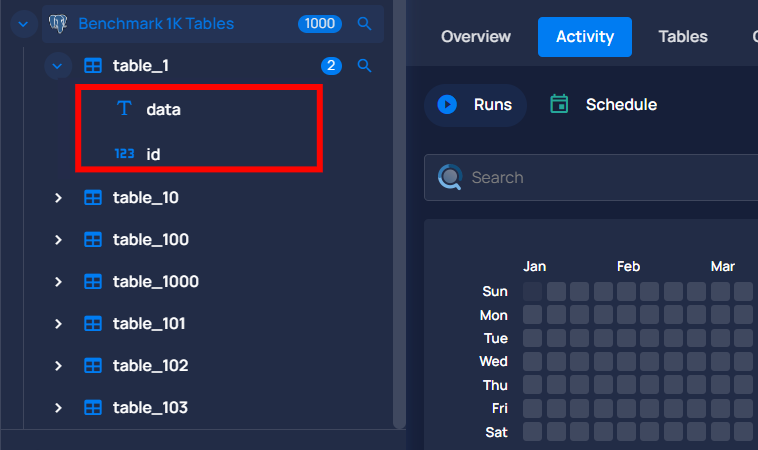 Benchmark 1K Tables 1000
table_1 2
T data
123 id
table_10
table_100
table_1000
table_101
table_102
table_103
Overview Activity Tables
Runs Schedule
Search
Jan Feb Mar
Sun
Mon
Tue
Wed
Thu
Fri
Sat